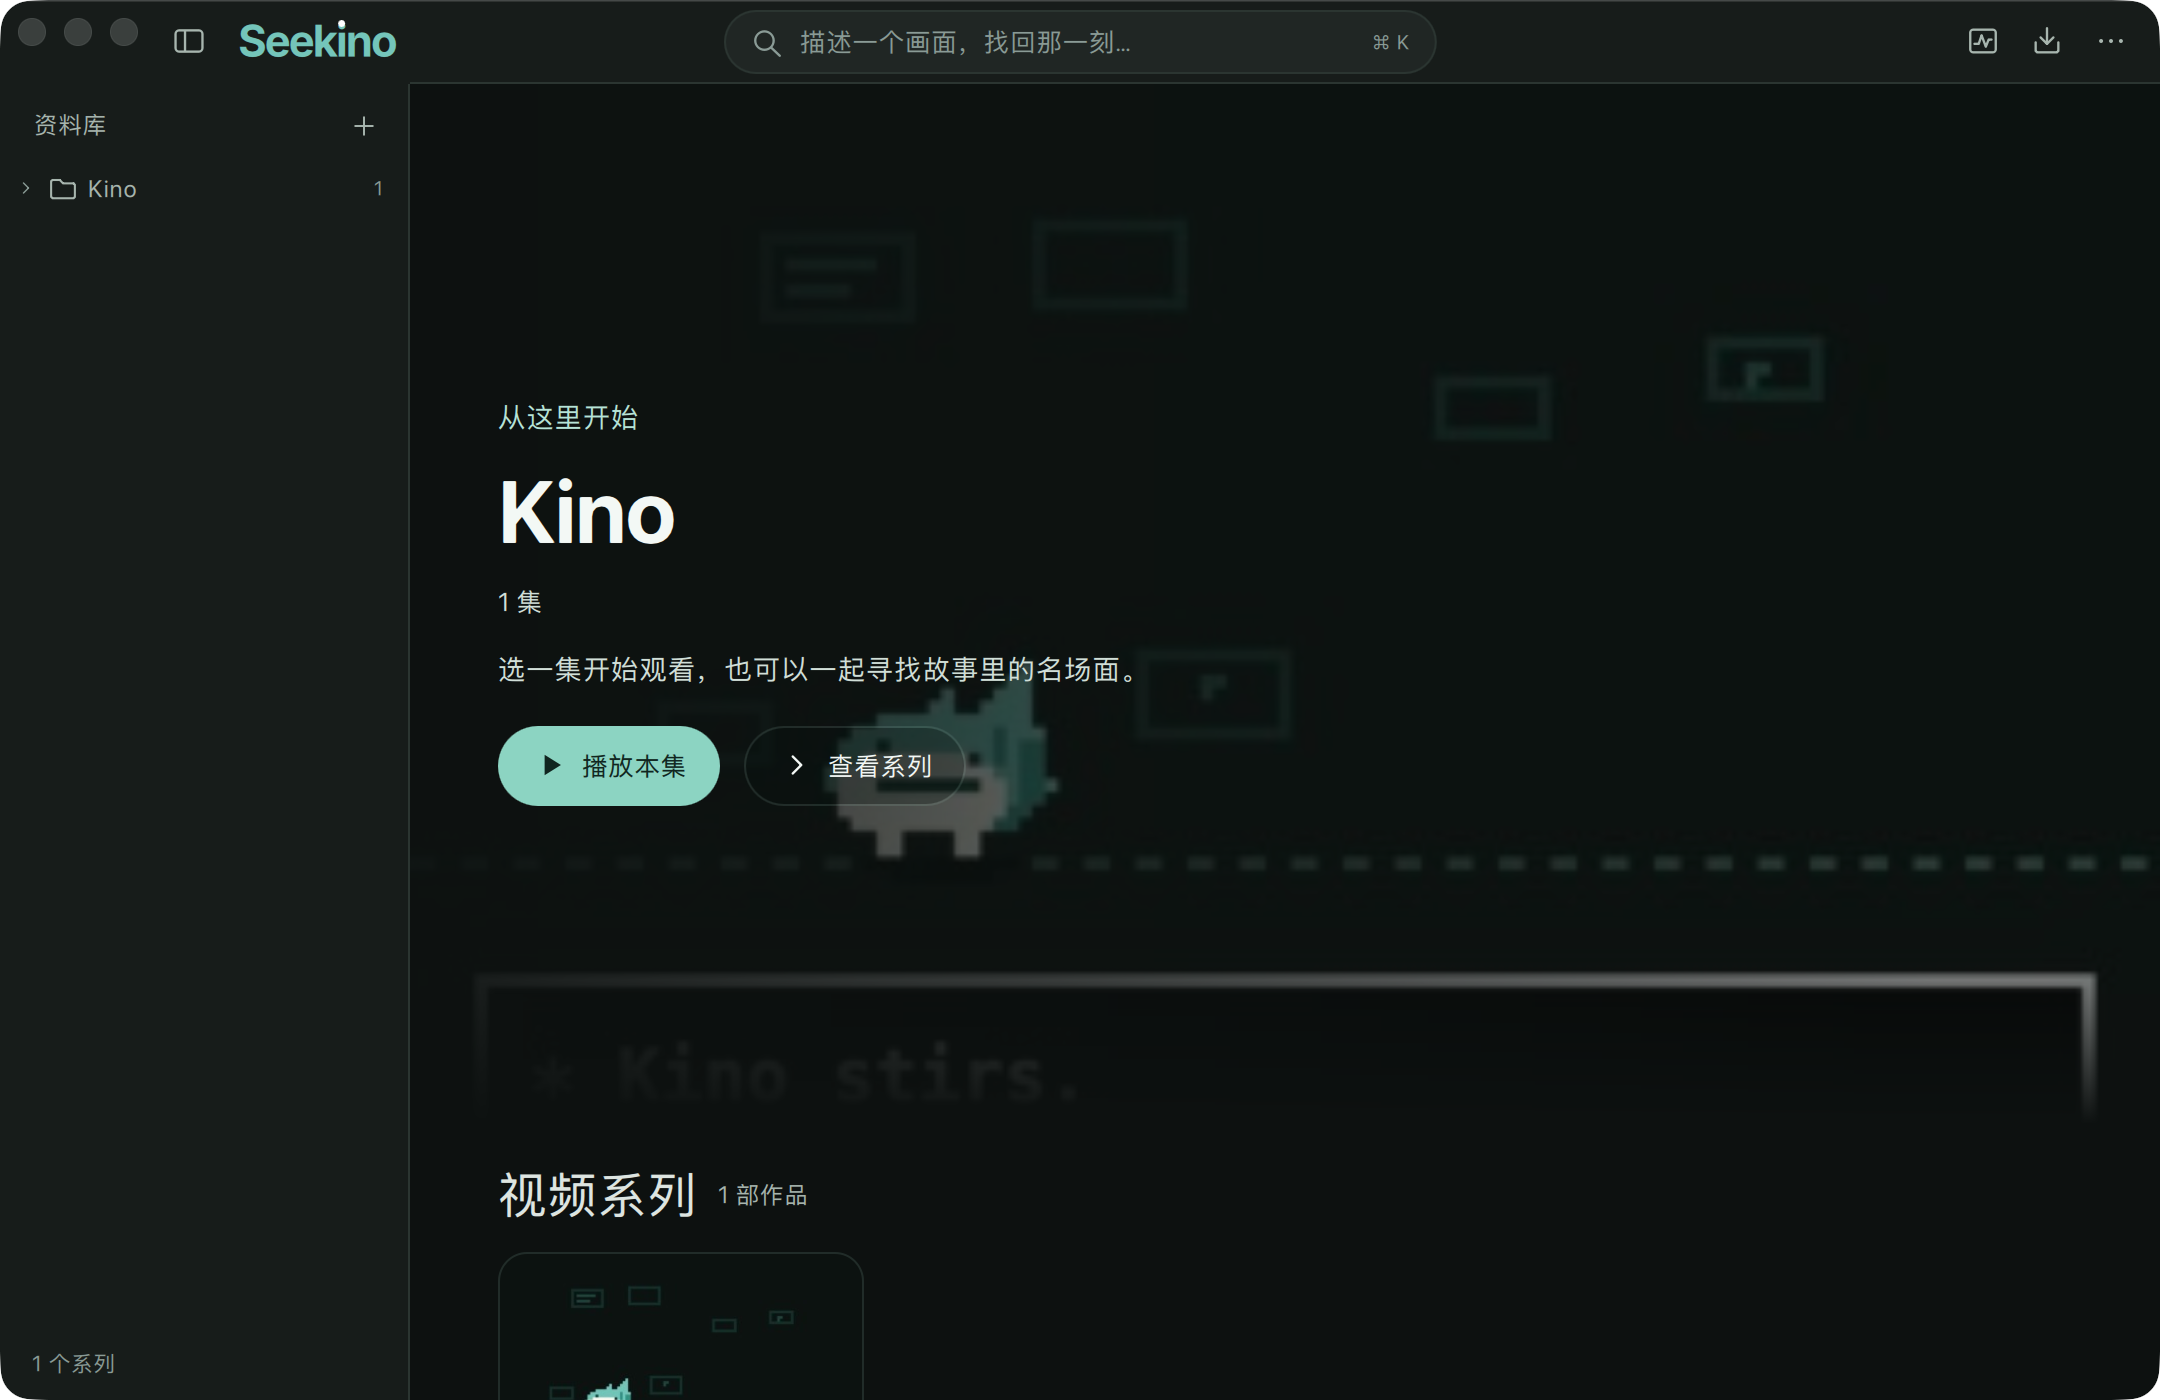 Seekino
描述一个画面，找回那一刻…
⌘ K
资料库
Kino
1
从这里开始
Kino
1 集
选一集开始观看，也可以一起寻找故事里的名场面。
播放本集
查看系列
* Kino stirs.
视频系列
1 部作品
1 个系列